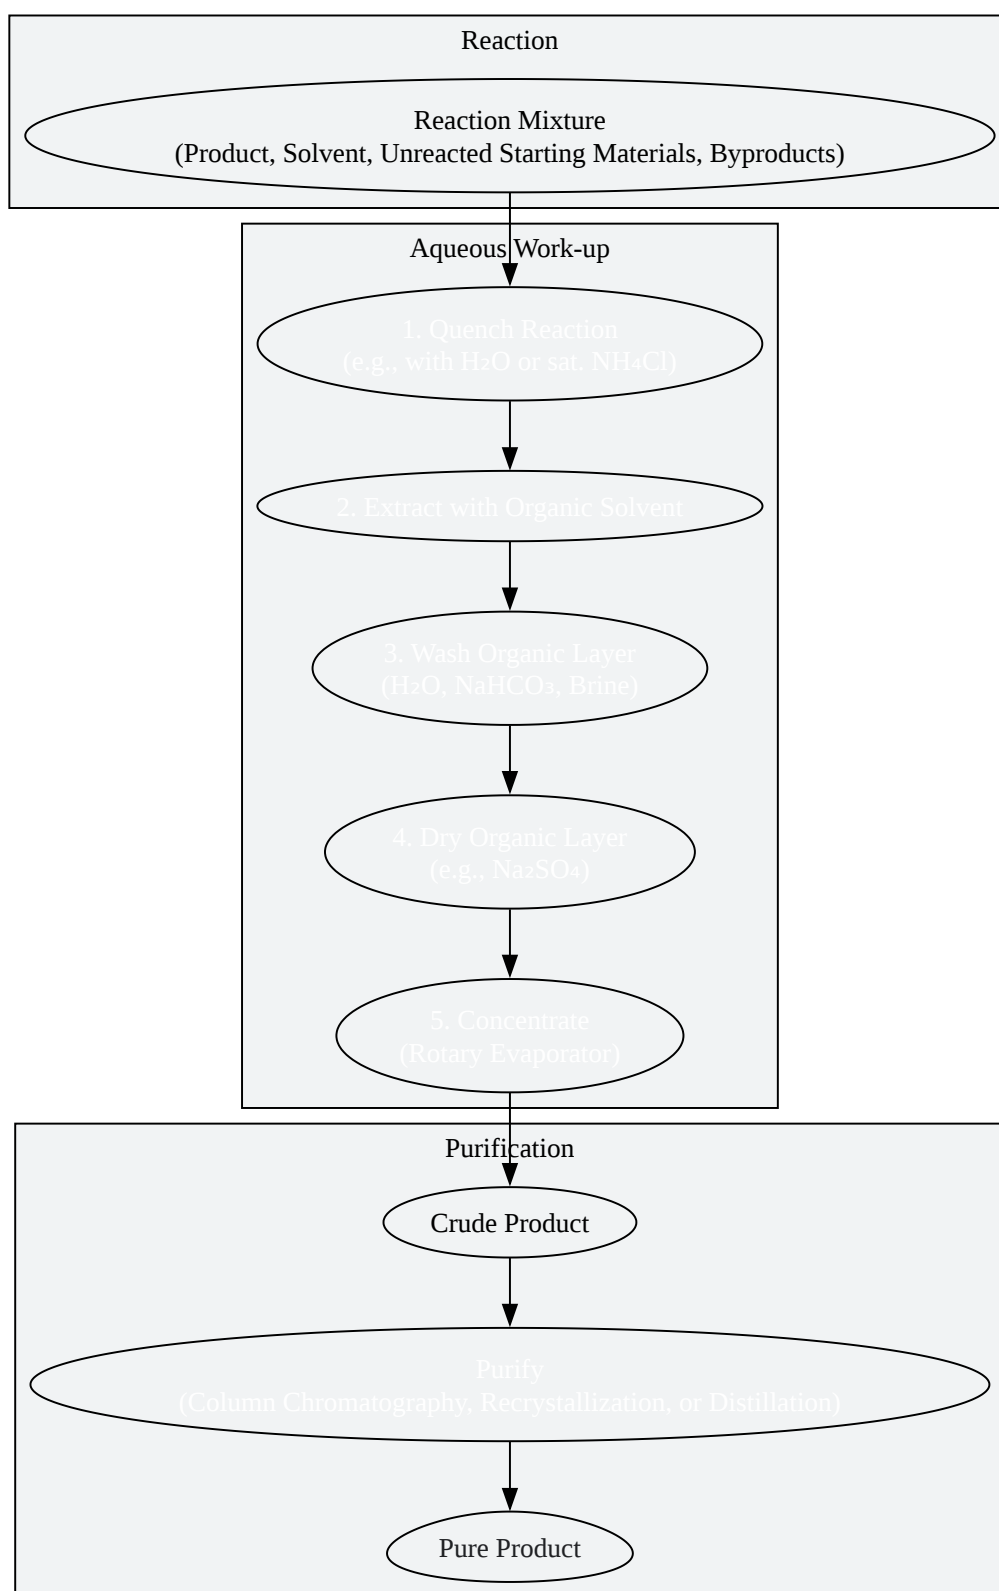 Reaction
Reaction Mixture
(Product, Solvent, Unreacted Starting Materials, Byproducts)
Aqueous Work-up
1. Quench Reaction
(e.g., with H₂O or sat. NH₄Cl)
2. Extract with Organic Solvent
3. Wash Organic Layer
(H₂O, NaHCO₃, Brine)
4. Dry Organic Layer
(e.g., Na₂SO₄)
5. Concentrate
(Rotary Evaporator)
Purification
Crude Product
Purify
(Column Chromatography, Recrystallization, or Distillation)
Pure Product